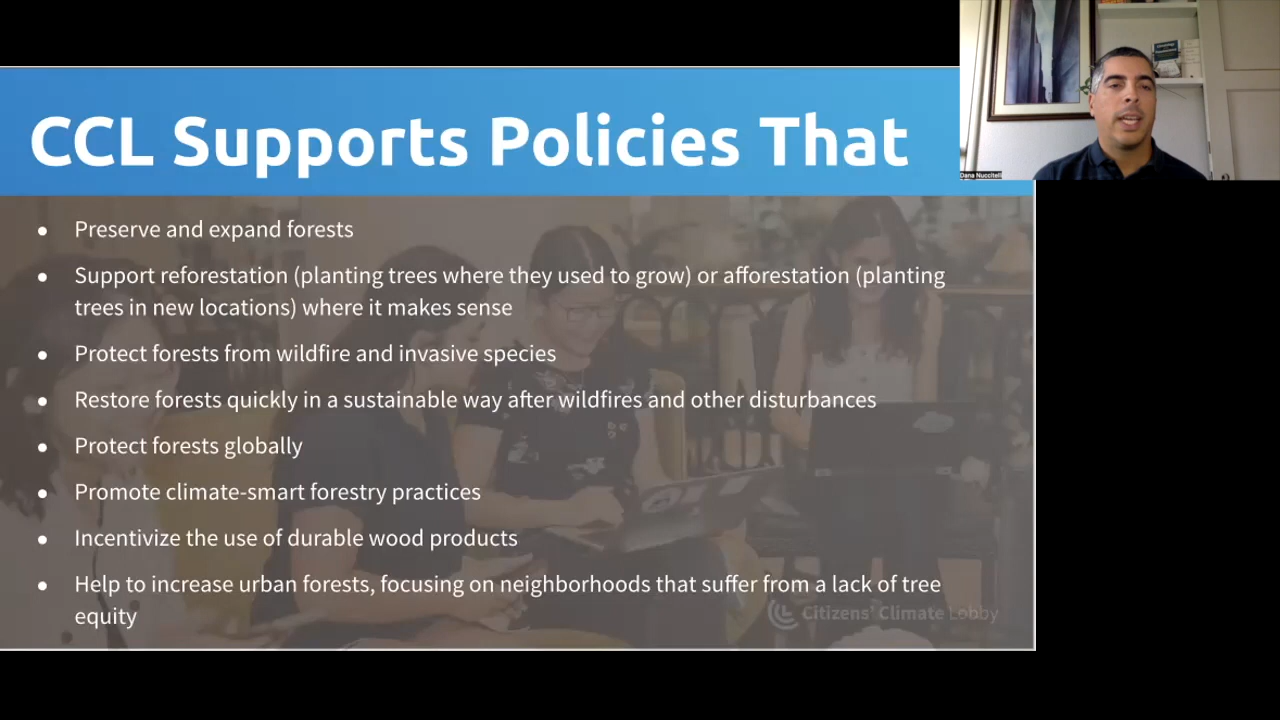 CCL Supports Policies That
Dana Nuccitelli
● Preserve and expand forests
● Support reforestation (planting trees where they used to grow) or afforestation (planting
trees in new locations) where it makes sense
● Protect forests from wildfire and invasive species
● Restore forests quickly in a sustainable way after wildfires and other disturbances
● Protect forests globally
● Promote climate-smart forestry practices
● Incentivize the use of durable wood products
● Help to increase urban forests, focusing on neighborhoods that suffer from a lack of tree
equity
Citizens' Climate Lobby